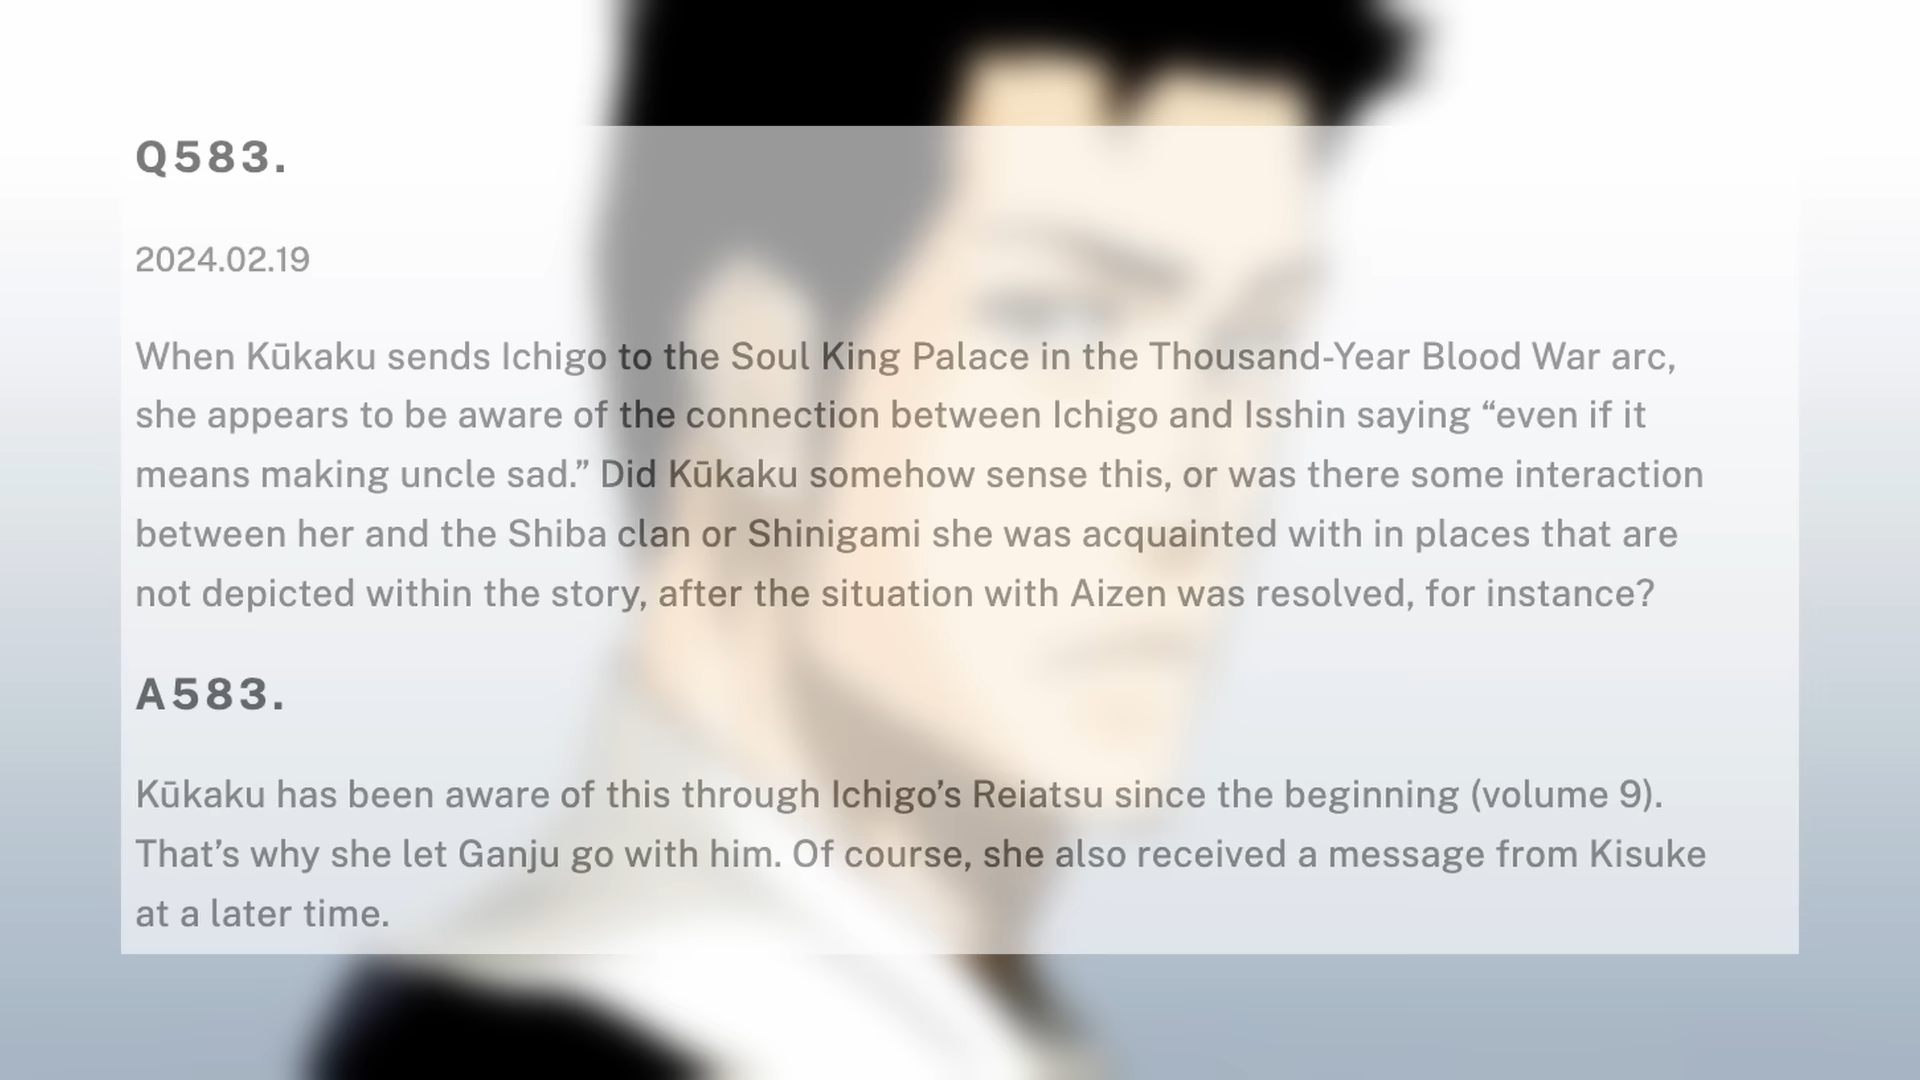 Q583.
2024.02.19
When Kūkaku sends Ichigo to the Soul King Palace in the Thousand-Year Blood War arc,
she appears to be aware of the connection between Ichigo and Isshin saying “even if it
means making uncle sad.” Did Kūkaku somehow sense this, or was there some interaction
between her and the Shiba clan or Shinigami she was acquainted with in places that are
not depicted within the story, after the situation with Aizen was resolved, for instance?
A583.
Kūkaku has been aware of this through Ichigo’s Reiatsu since the beginning (volume 9).
That’s why she let Ganju go with him. Of course, she also received a message from Kisuke
at a later time.